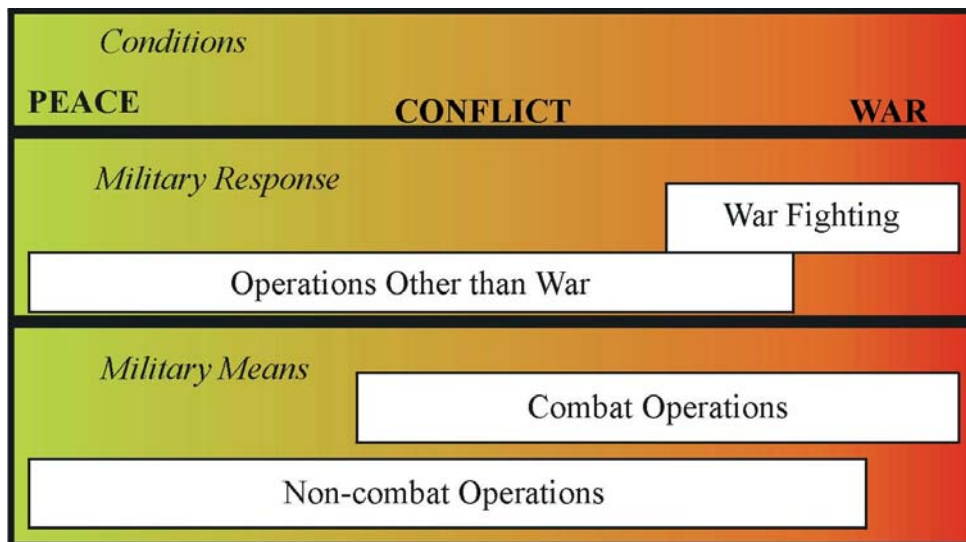 Conditions
PEACE
CONFLICT
WAR
Military Response
War Fighting
Operations Other than War
Military Means
Combat Operations
Non-combat Operations